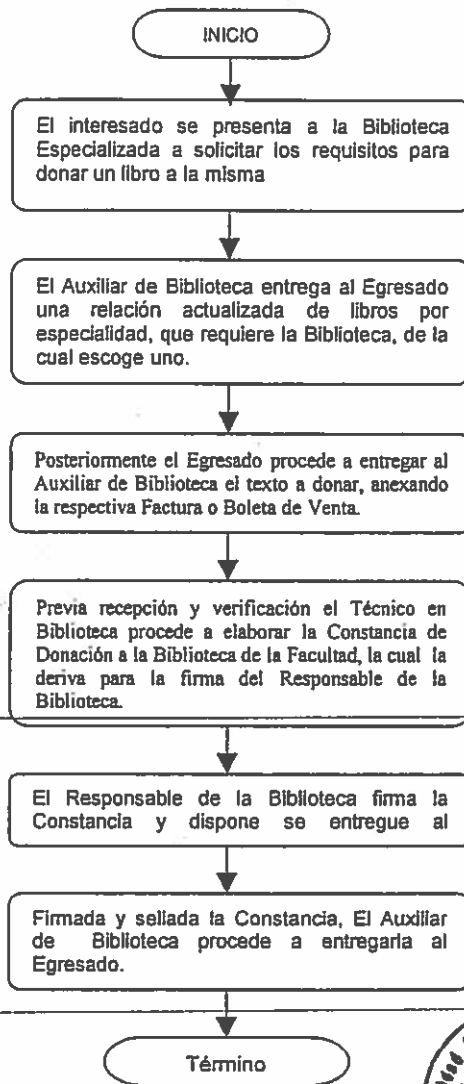 INICIO
El interesado se presenta a la Biblioteca
Especializada a solicitar los requisitos para
donar un libro a la misma
El Auxiliar de Biblioteca entrega al Egresado
una relación actualizada de libros por
especialidad, que requiere la Biblioteca, de la
cual escoge uno.
Posteriormente el Egresado procede a entregar al
Auxiliar de Biblioteca el texto a donar, anexando
la respectiva Factura o Boleta de Venta.
Previa recepción y verificación el Técnico en
Biblioteca procede a elaborar la Constancia de
Donación a la Biblioteca de la Facultad, la cual la
deriva para la firma del Responsable de la
Biblioteca.
El Responsable de la Biblioteca firma la
Constancia y dispone se entregue al
Firmada y sellada la Constancia, El Auxiliar
de Biblioteca procede a entregarla al
Egresado.
Término